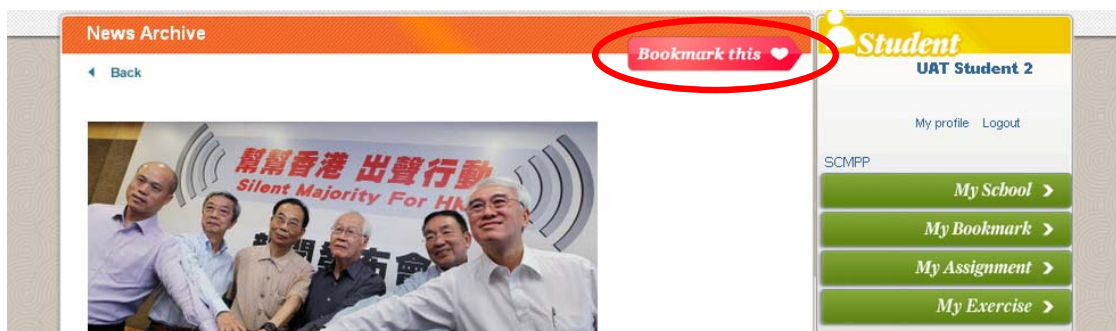 News Archive
Bookmark this
Back
幫幫香港 出聲行動
Silent Majority For HK
Student
UAT Student 2
My profile Logout
SCMPP
My School
My Bookmark
My Assignment
My Exercise